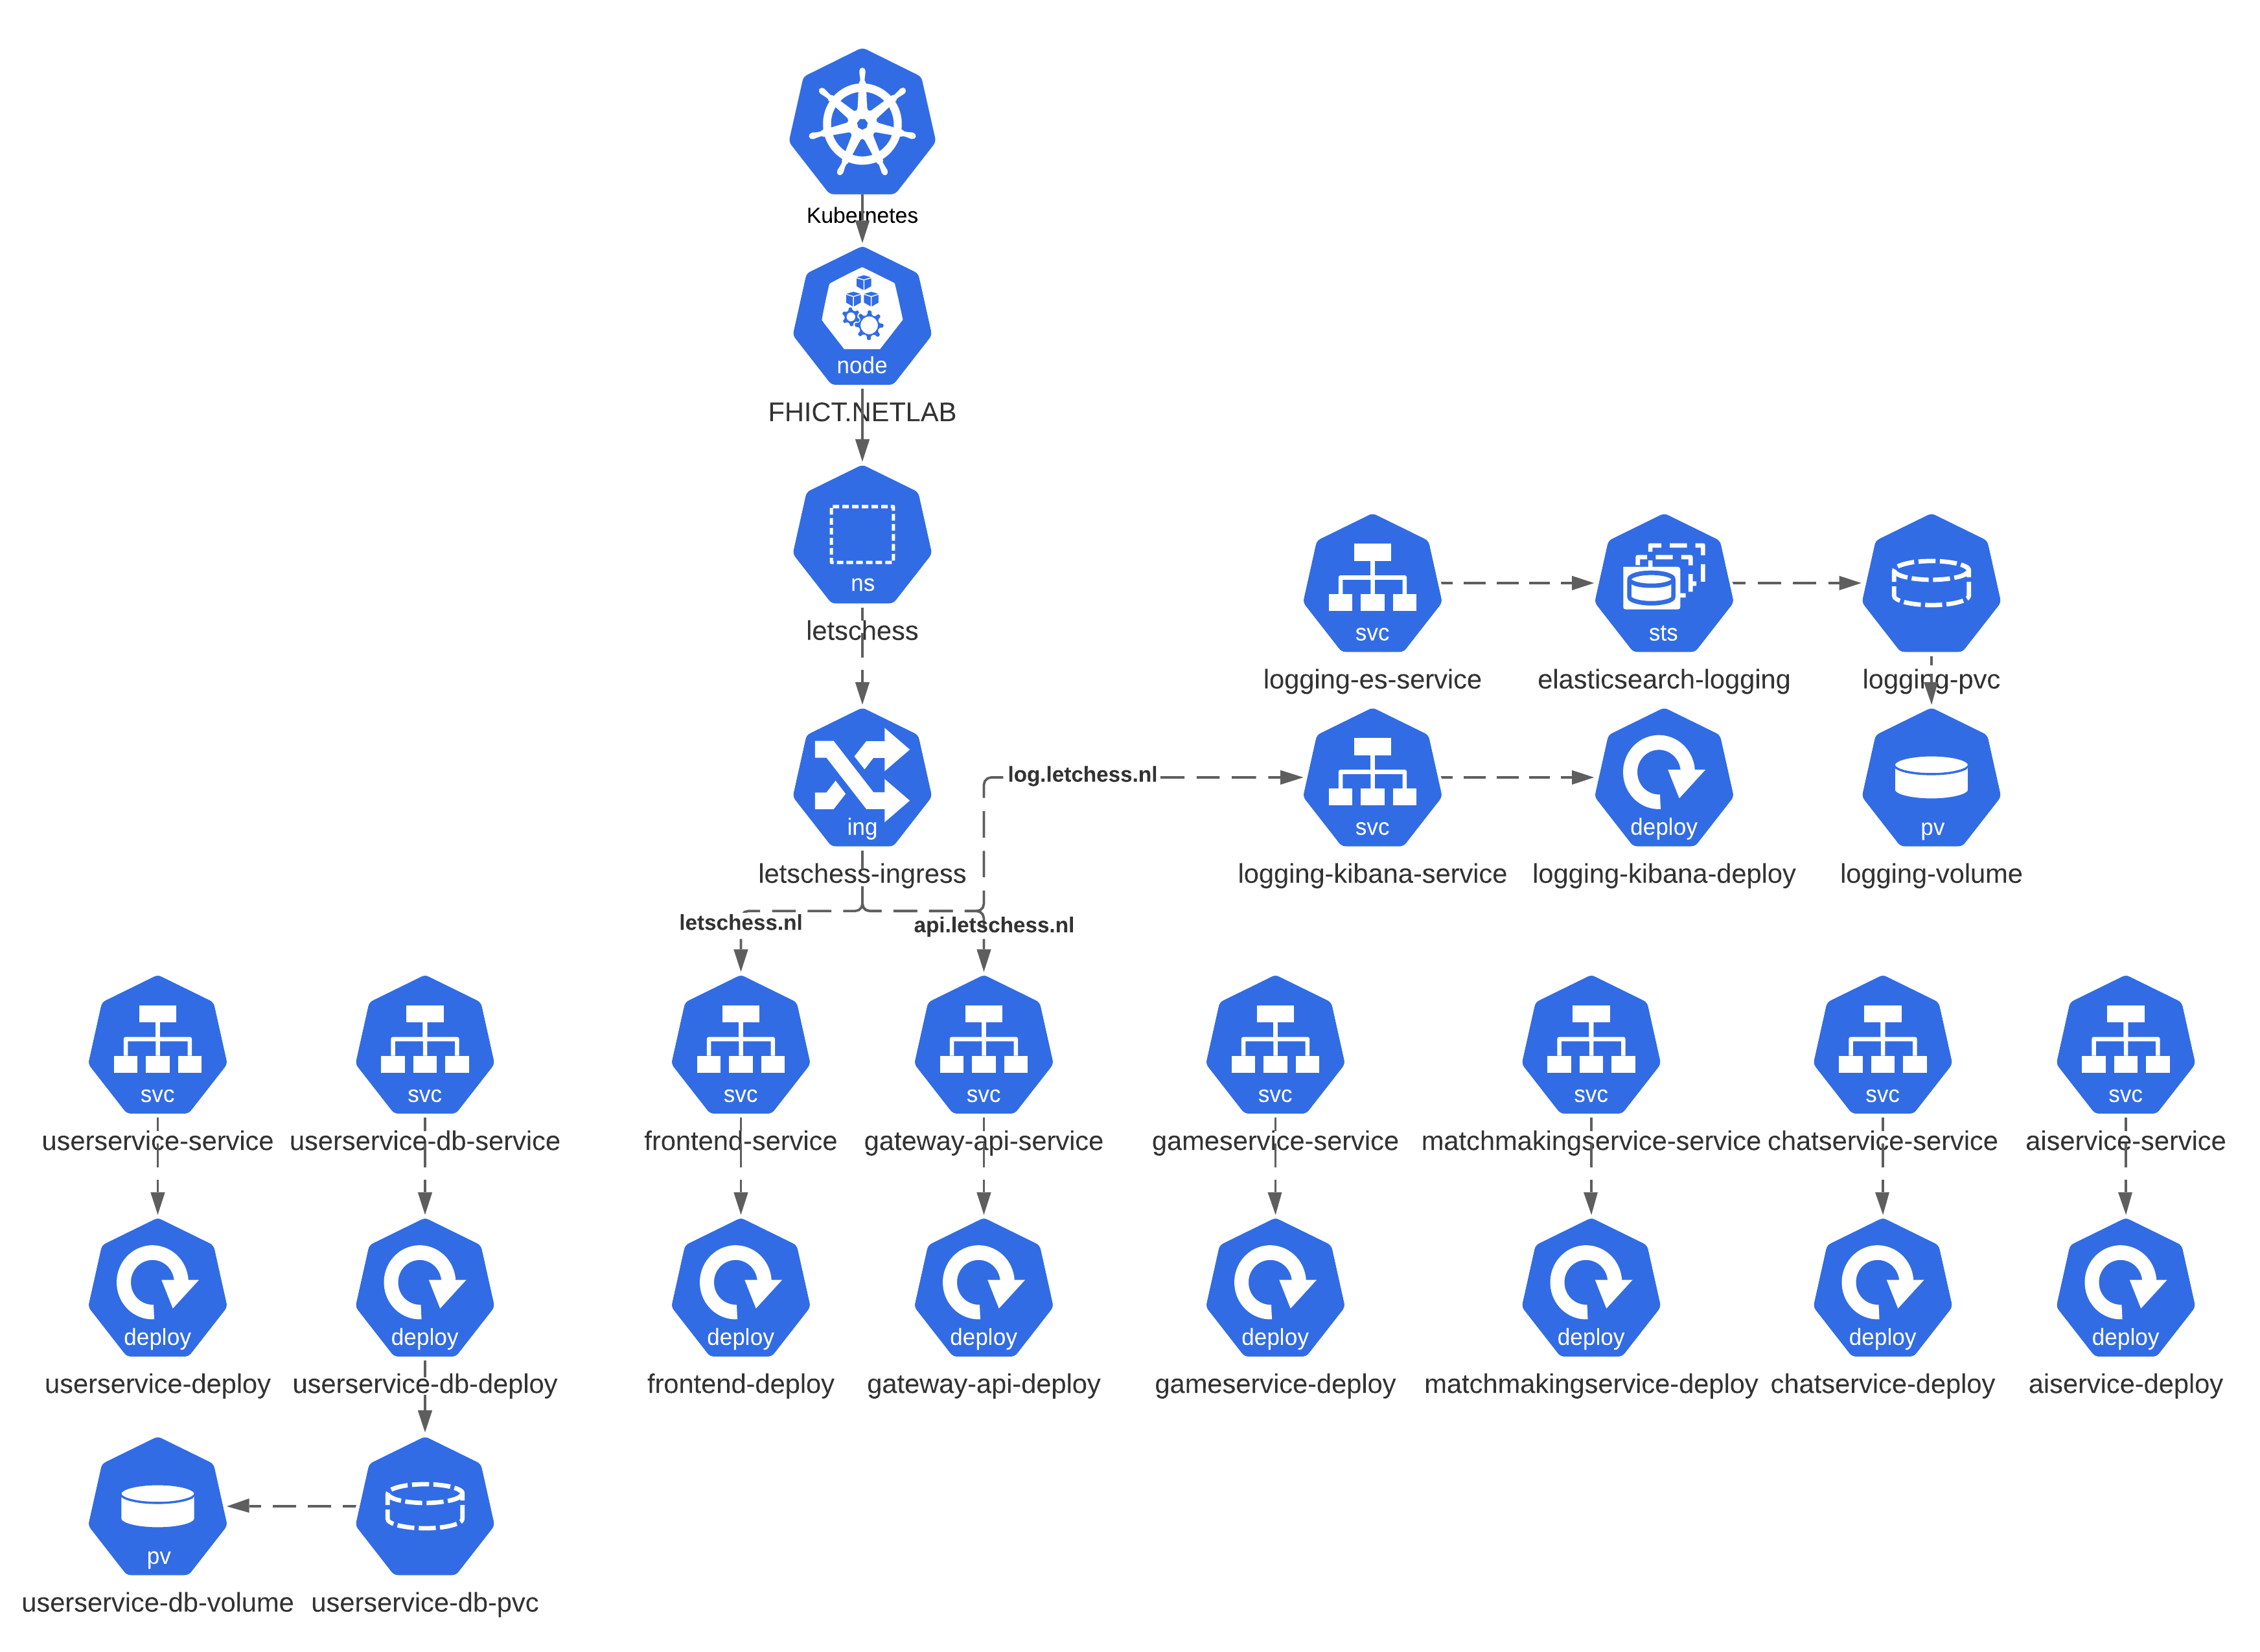 Kubernetes
node
FHICT.NETLAB
ns
letschess
svc
sts
logging-es-service
elasticsearch-logging
logging-pvc
log.letchess.nl
ing
svc
deploy
pv
letschess-ingress
logging-kibana-service
logging-kibana-deploy
logging-volume
letschess.nl
api.letschess.nl
svc
svc
svc
svc
svc
svc
svc
svc
userservice-service
userservice-db-service
frontend-service
gateway-api-service
gameservice-service
matchmakingservice-service
chatservice-service
aiservice-service
deploy
deploy
deploy
deploy
deploy
deploy
deploy
deploy
userservice-deploy
userservice-db-deploy
frontend-deploy
gateway-api-deploy
gameservice-deploy
matchmakingservice-deploy
chatservice-deploy
aiservice-deploy
pv
userservice-db-volume
userservice-db-pvc